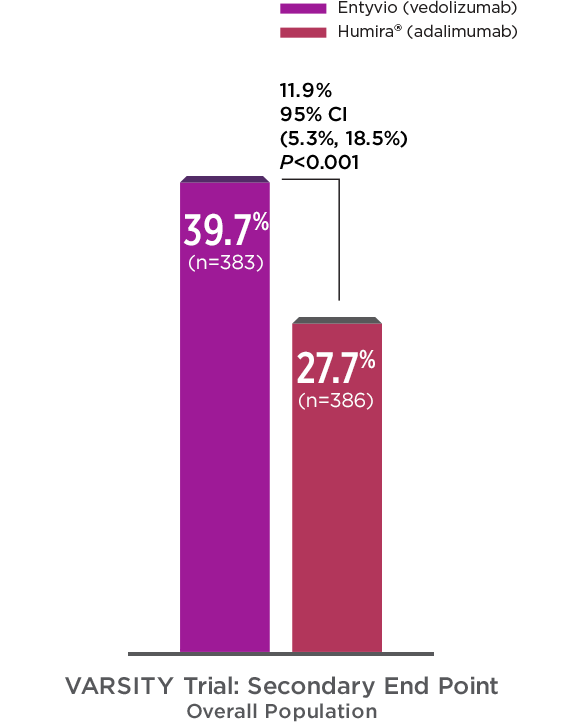 Entyvio (vedolizumab)
Humira® (adalimumab)
11.9%
95% CI
(5.3%, 18.5%)
P<0.001
39.7%
(n=383)
27.7%
(n=386)
VARSITY Trial: Secondary End Point
Overall Population